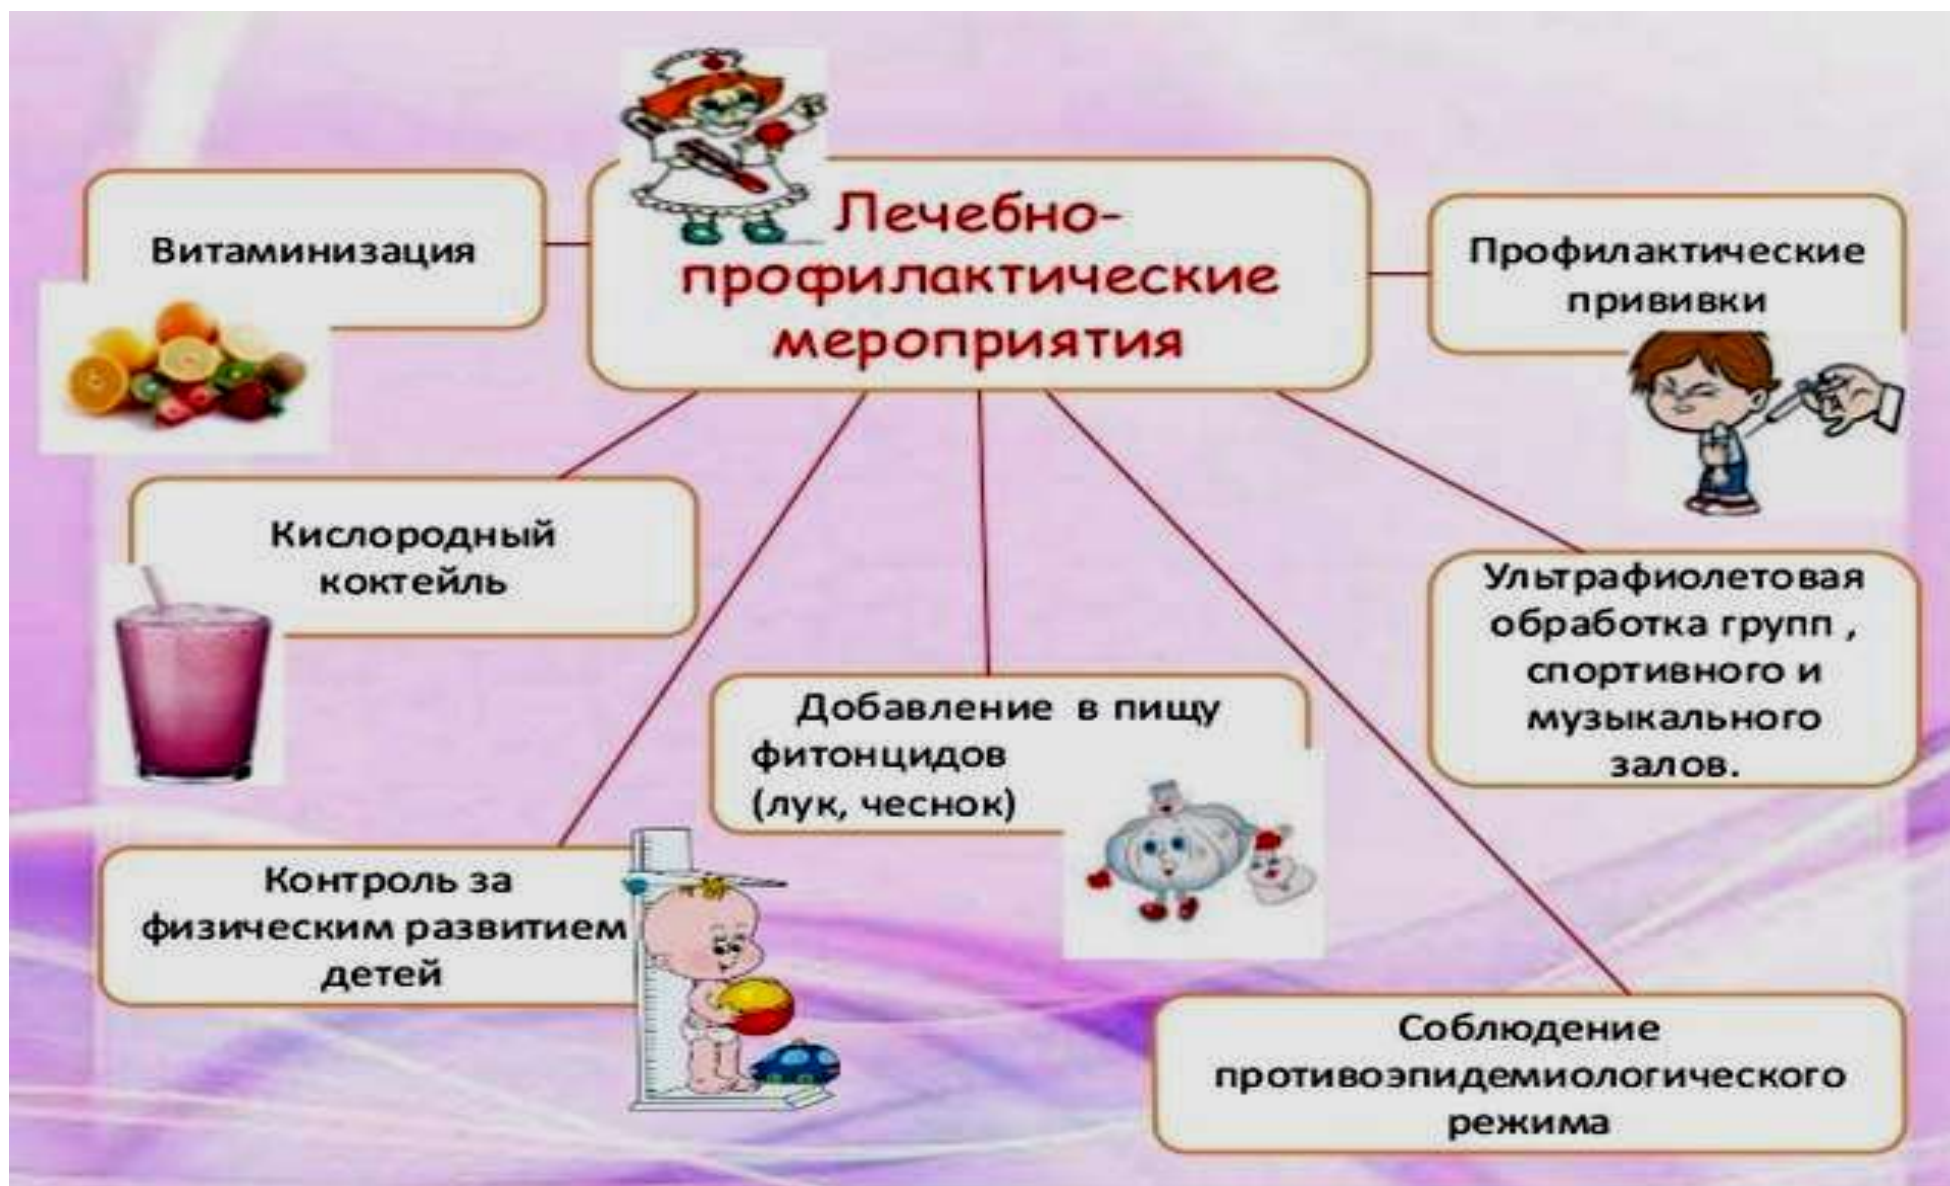 Лечебно-
профилактические
мероприятия
Витаминизация
Профилактические
прививки
Кислородный
коктейль
Ультрафиолетовая
обработка групп ,
спортивного и
музыкального
залов.
Добавление в пищу
фитонцидов
(лук, чеснок)
Контроль за
физическим развитием
детей
Соблюдение
противоэпидемиологического
режима